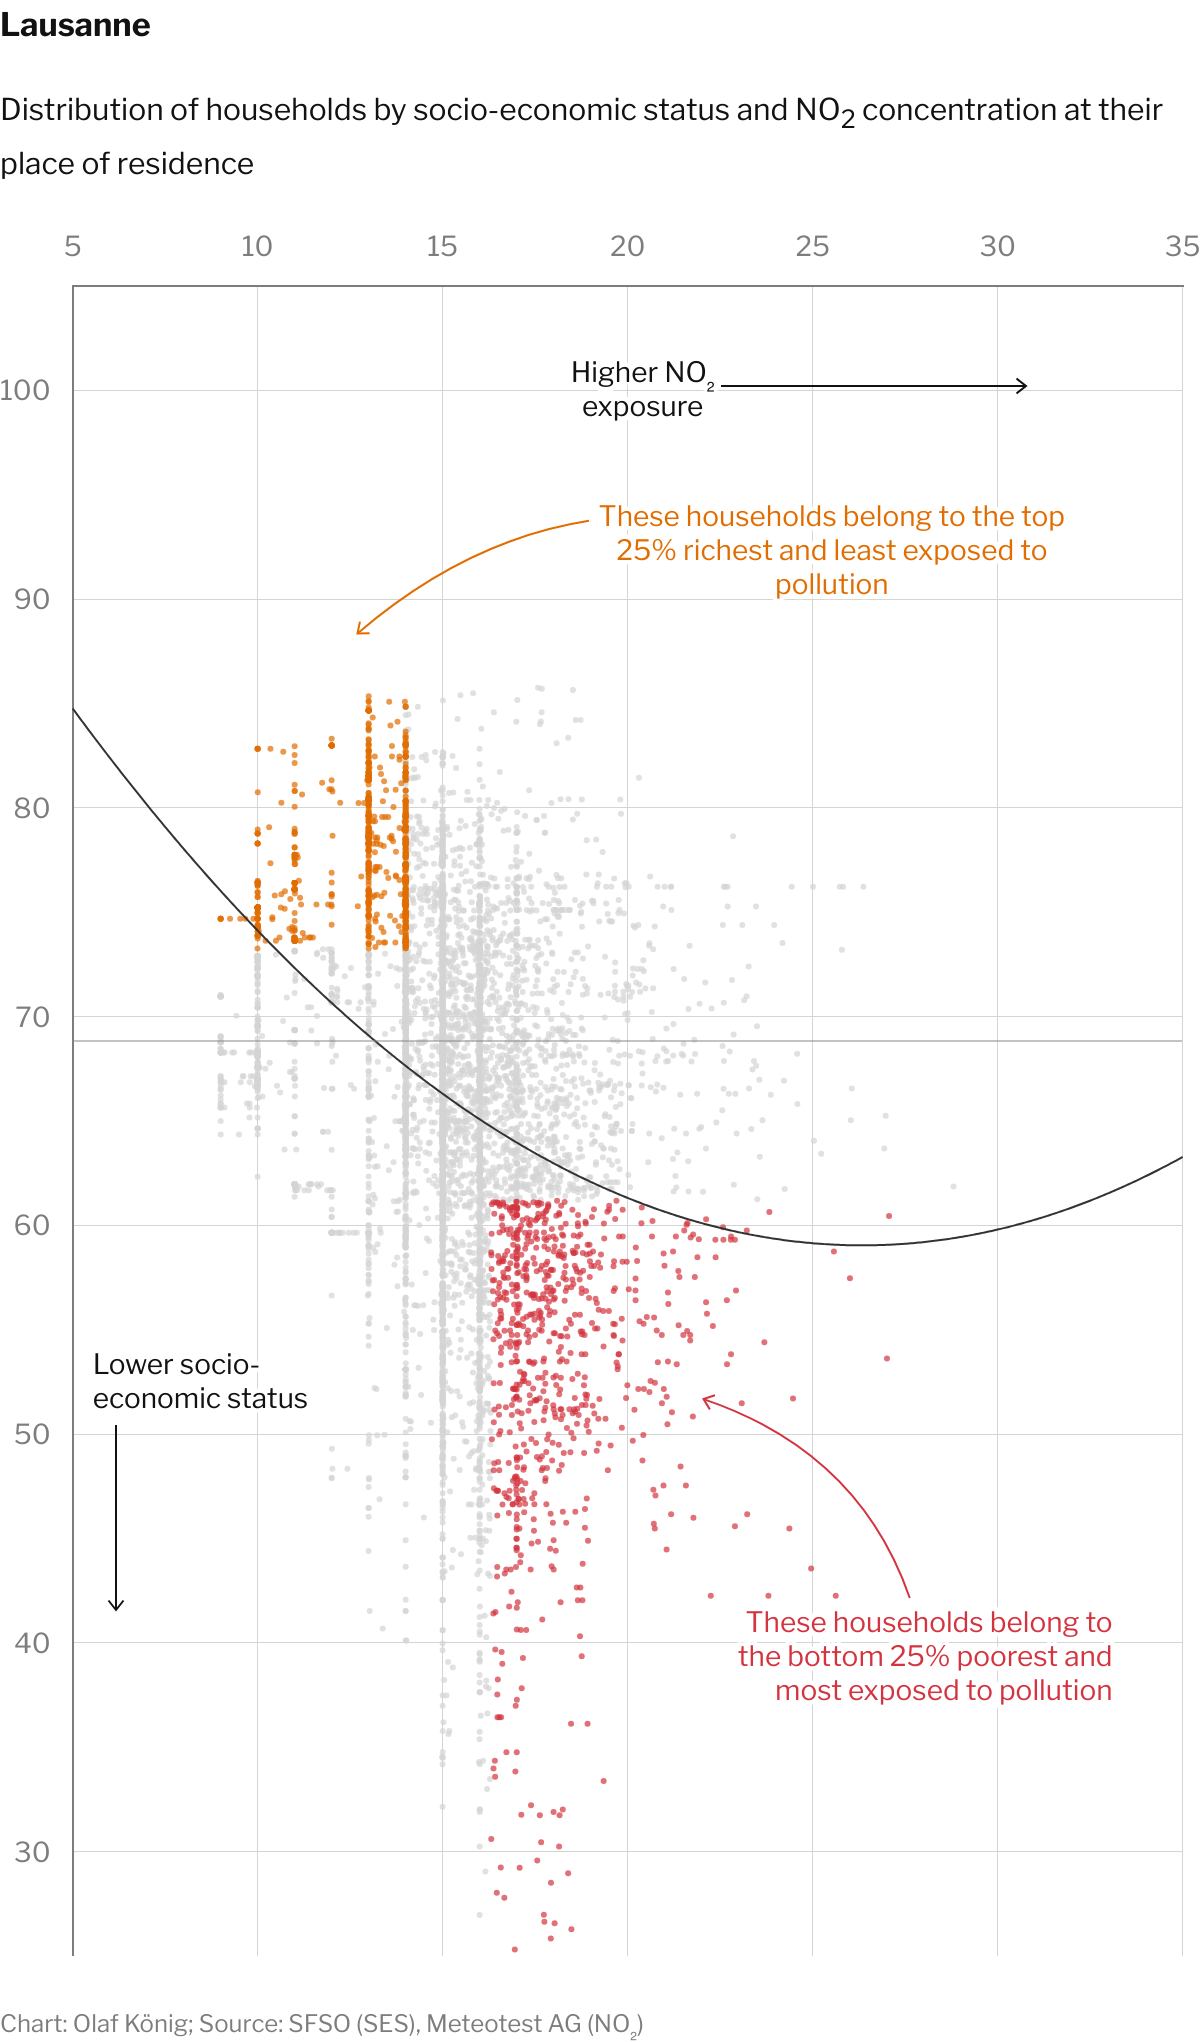 Lausanne
Distribution of households by socio-economic status and NO₂ concentration at their
place of residence
5 10 15 20 25 30 35
Higher NO₂
exposure
100
These households belong to the top
25% richest and least exposed to
pollution
90
80
70
60
Lower socio-
economic status
50
40
These households belong to
the bottom 25% poorest and
most exposed to pollution
30
Chart: Olaf König; Source: SFSO (SES), Meteotest AG (NO₂)